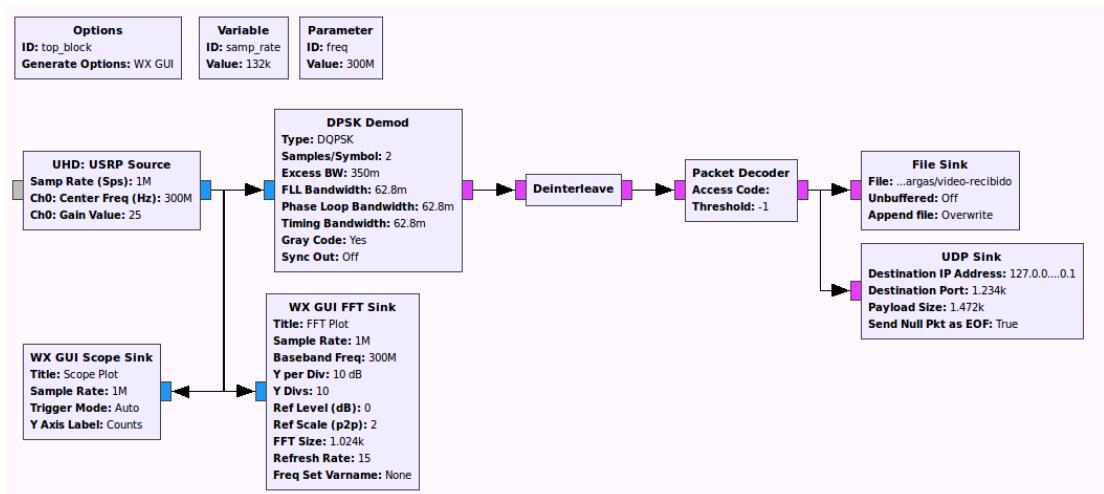 Options
ID: top_block
Generate Options: WX GUI
Variable
ID: samp_rate
Value: 132k
Parameter
ID: freq
Value: 300M
UHD: USRP Source
Samp Rate (Sps): 1M
Ch0: Center Freq (Hz): 300M
Ch0: Gain Value: 25
DPSK Demod
Type: DQPSK
Samples/Symbol: 2
Excess BW: 350m
FLL Bandwidth: 62.8m
Phase Loop Bandwidth: 62.8m
Timing Bandwidth: 62.8m
Gray Code: Yes
Sync Out: Off
Deinterleave
Packet Decoder
Access Code:
Threshold: -1
File Sink
File: ...argas/video-recibido
Unbuffered: Off
Append file: Overwrite
UDP Sink
Destination IP Address: 127.0.0....0.1
Destination Port: 1.234k
Payload Size: 1.472k
Send Null Pkt as EOF: True
WX GUI Scope Sink
Title: Scope Plot
Sample Rate: 1M
Trigger Mode: Auto
Y Axis Label: Counts
WX GUI FFT Sink
Title: FFT Plot
Sample Rate: 1M
Baseband Freq: 300M
Y per Div: 10 dB
Y Divs: 10
Ref Level (dB): 0
Ref Scale (p2p): 2
FFT Size: 1.024k
Refresh Rate: 15
Freq Set Varname: None